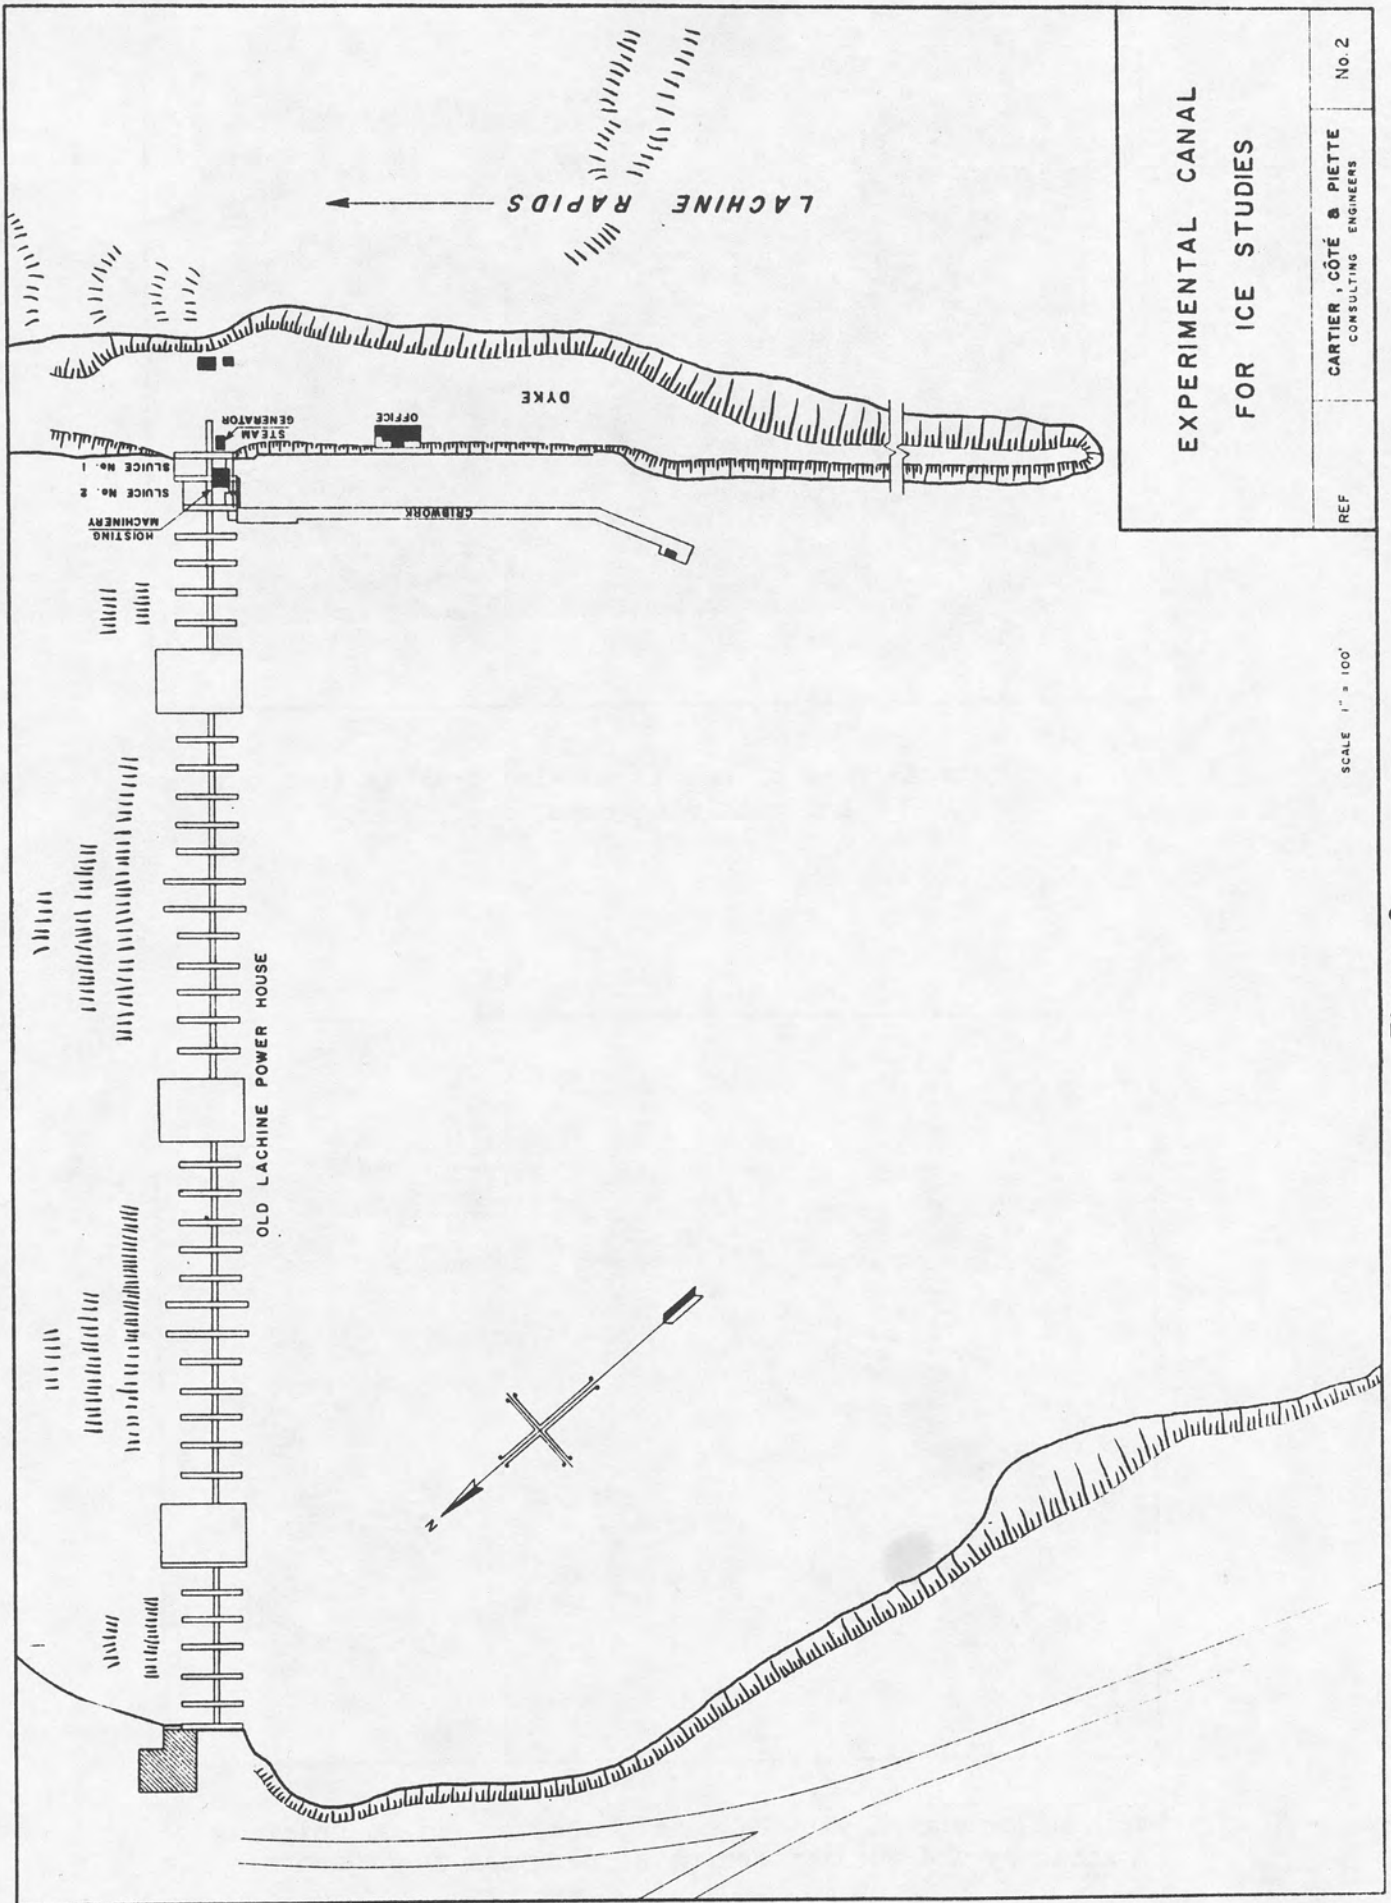 EXPERIMENTAL CANAL
FOR ICE STUDIES
REF
CARTIER, CÔTÉ & PIETTE
CONSULTING ENGINEERS
No. 2
SCALE 1" = 100'
LACHINE RAPIDS
DYKE
OFFICE
STEAM
GENERATOR
SLUICE No. 1
SLUICE No. 2
HOISTING
MACHINERY
CRIBWORK
OLD LACHINE POWER HOUSE
N